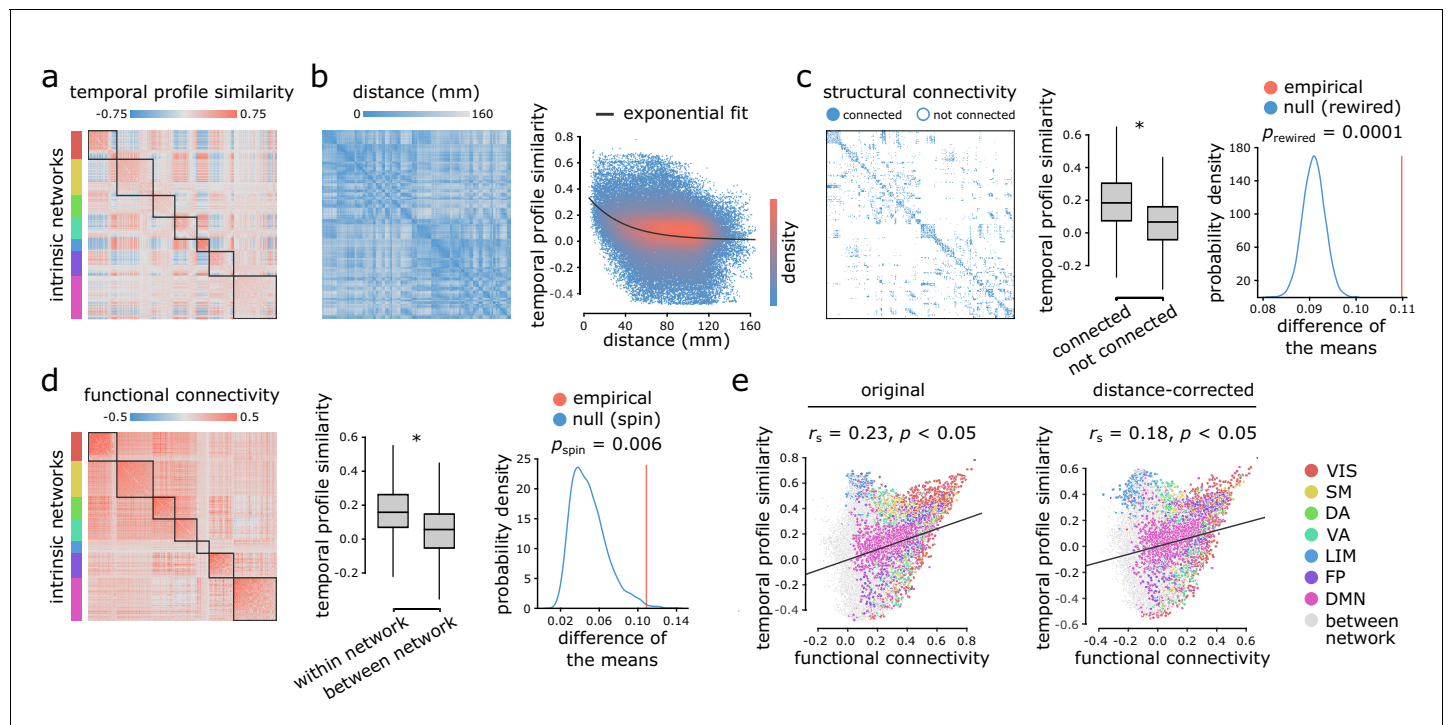 a
temporal profile similarity
-0.75 0.75
intrinsic networks
b
distance (mm)
0 160
exponential fit
temporal profile similarity
0.8
0.6
0.4
0.2
0.0
-0.2
-0.4
0 40 80 120 160
distance (mm)
density
c
structural connectivity
connected not connected
temporal profile similarity
0.6
0.4
0.2
0.0
-0.2
*
connected
not connected
empirical
null (rewired)
prewired = 0.0001
probability density
180
140
100
60
20
0.08 0.09 0.10 0.11
difference of
the means
d
functional connectivity
-0.5 0.5
intrinsic networks
temporal profile similarity
0.6
0.4
0.2
0.0
-0.2
*
within network
between network
empirical
null (spin)
pspin = 0.006
probability density
25
20
15
10
5
0
0.02 0.06 0.10 0.14
difference of
the means
e
original
distance-corrected
rs = 0.23, p < 0.05
temporal profile similarity
0.8
0.6
0.4
0.2
0.0
-0.2
-0.4
-0.2 0.0 0.2 0.4 0.6 0.8
functional connectivity
rs = 0.18, p < 0.05
temporal profile similarity
0.6
0.4
0.2
0.0
-0.2
-0.4
-0.6
-0.4 -0.2 0.0 0.2 0.4 0.6
functional connectivity
VIS
SM
DA
VA
LIM
FP
DMN
between
network